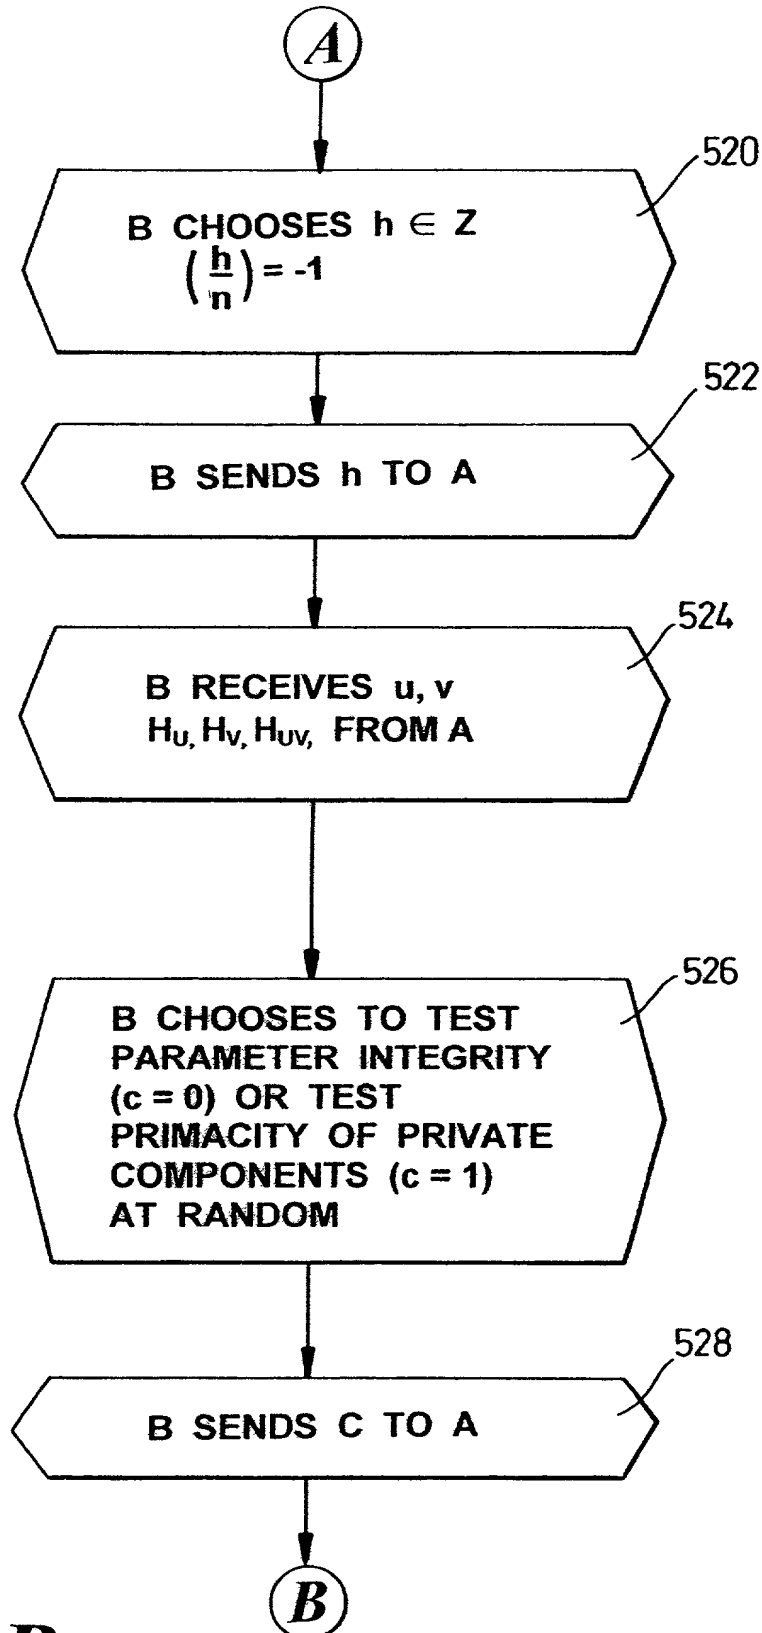 A
520
B CHOOSES h ∈ Z
(h/n) = -1
522
B SENDS h TO A
524
B RECEIVES u, v
HU, HV, HUV, FROM A
526
B CHOOSES TO TEST
PARAMETER INTEGRITY
(c = 0) OR TEST
PRIMACITY OF PRIVATE
COMPONENTS (c = 1)
AT RANDOM
528
B SENDS C TO A
B